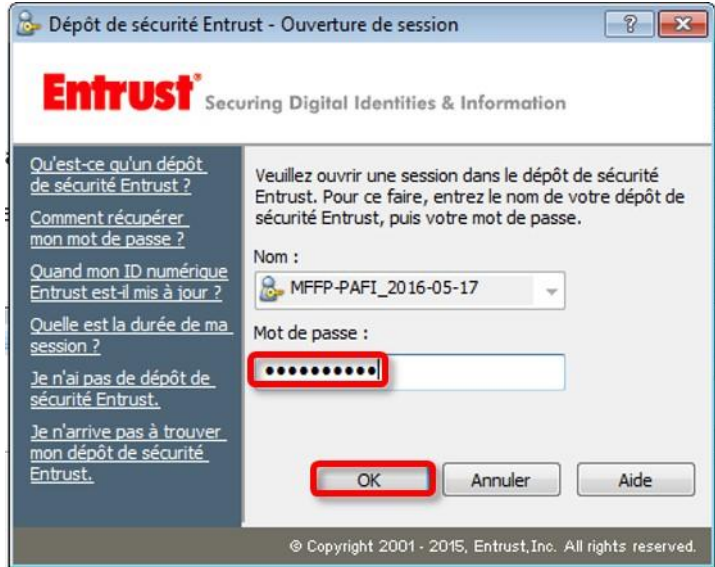 Dépôt de sécurité Entrust - Ouverture de session
Entrust® Securing Digital Identities & Information
Qu'est-ce qu'un dépôt
de sécurité Entrust ?
Comment récupérer
mon mot de passe ?
Quand mon ID numérique
Entrust est-il mis à jour ?
Quelle est la durée de ma
session ?
Je n'ai pas de dépôt de
sécurité Entrust.
Je n'arrive pas à trouver
mon dépôt de sécurité
Entrust.
Veuillez ouvrir une session dans le dépôt de sécurité
Entrust. Pour ce faire, entrez le nom de votre dépôt de
sécurité Entrust, puis votre mot de passe.
Nom :
MFFP-PAFI_2016-05-17
Mot de passe :
••••••••••
OK Annuler Aide
© Copyright 2001 - 2015, Entrust,Inc. All rights reserved.